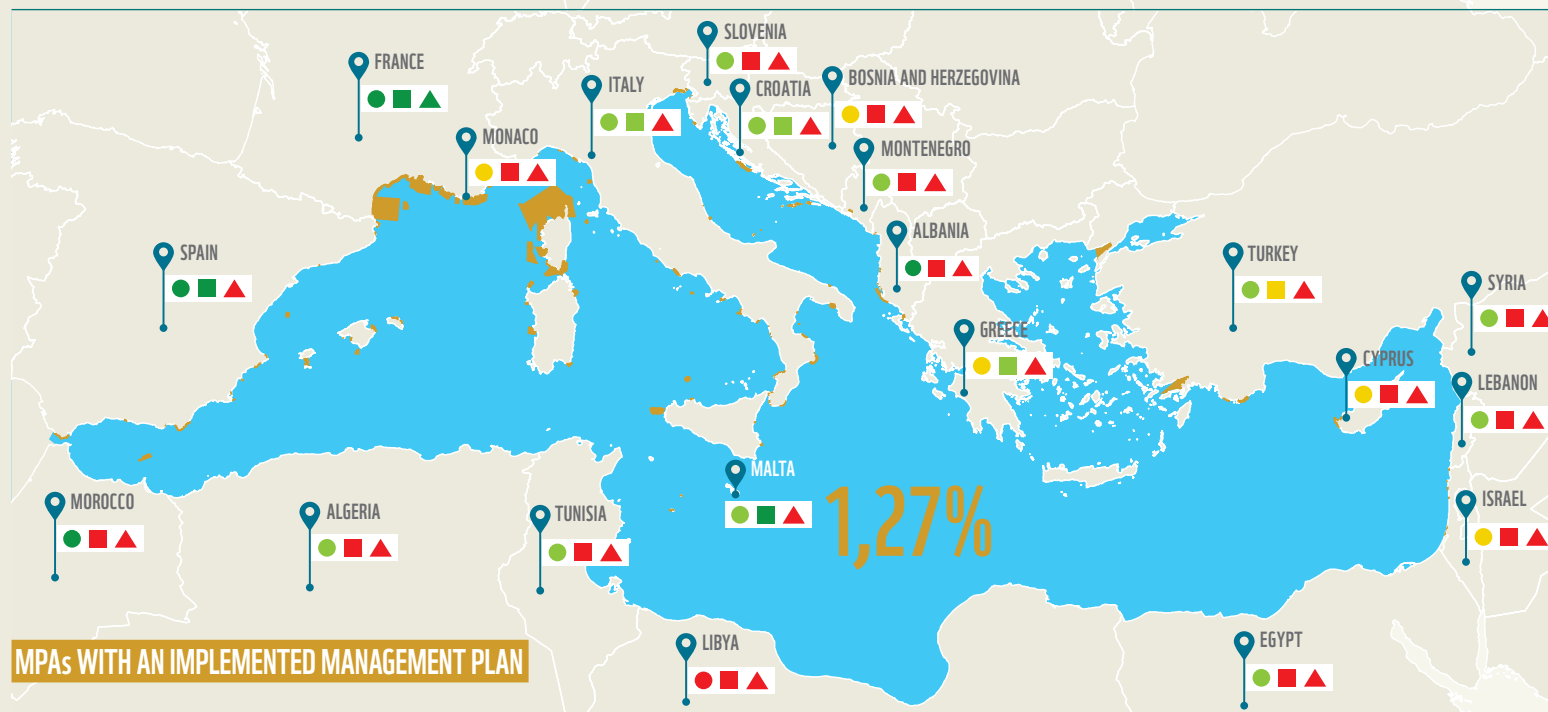 SLOVENIA
FRANCE
BOSNIA AND HERZEGOVINA
ITALY
CROATIA
MONACO
MONTENEGRO
ALBANIA
SPAIN
TURKEY
SYRIA
GREECE
CYPRUS
LEBANON
MALTA
MOROCCO
ALGERIA
TUNISIA
1,27%
ISRAEL
LIBYA
EGYPT
MPAs WITH AN IMPLEMENTED MANAGEMENT PLAN